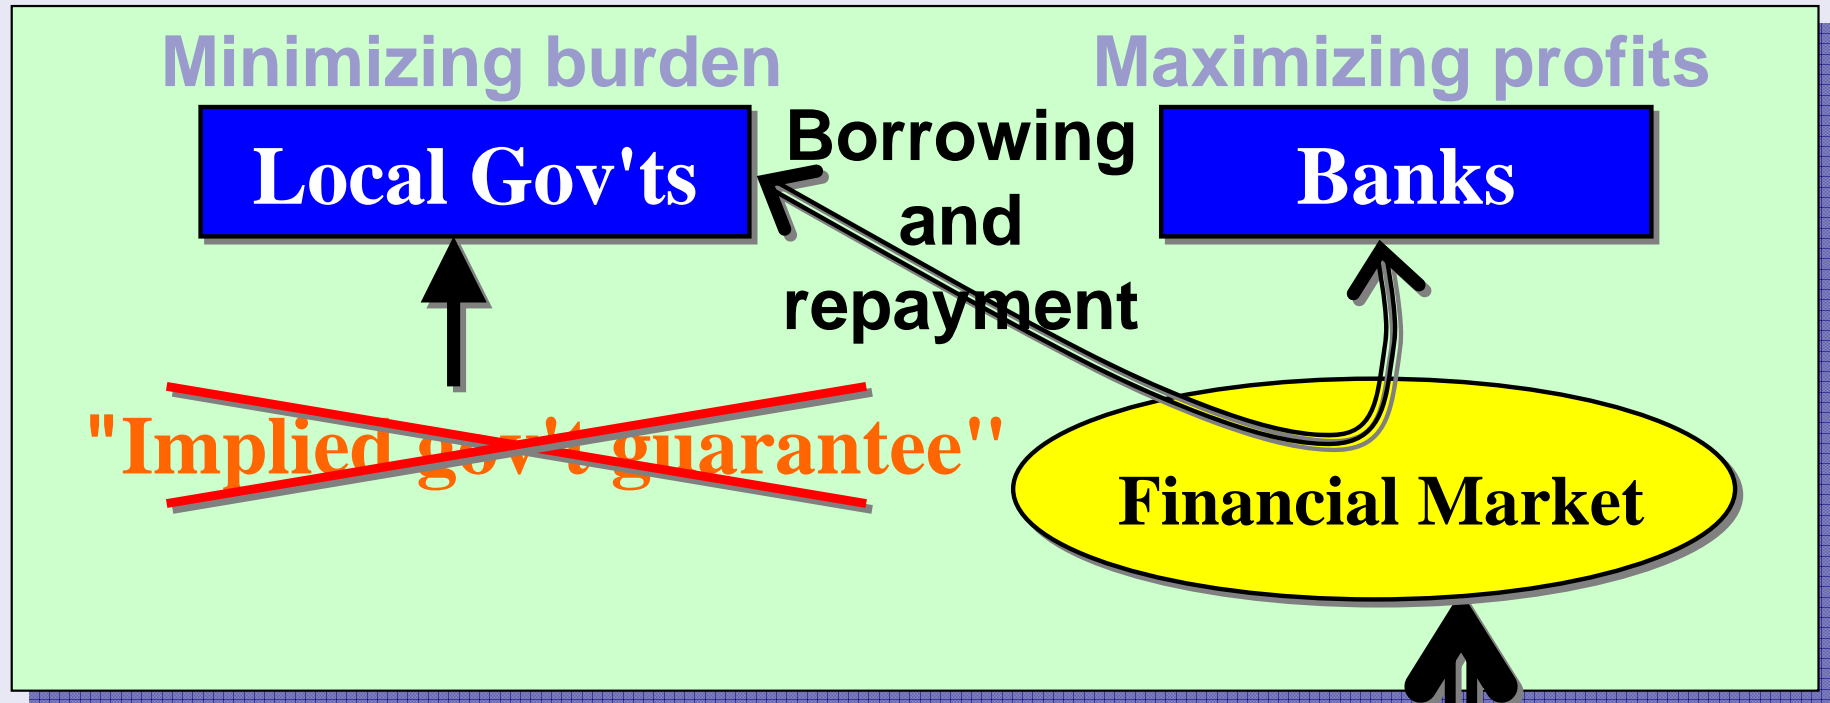 Minimizing burden
Maximizing profits
Local Gov'ts
Borrowing
and
repayment
Banks
"Implied gov't guarantee''
Financial Market